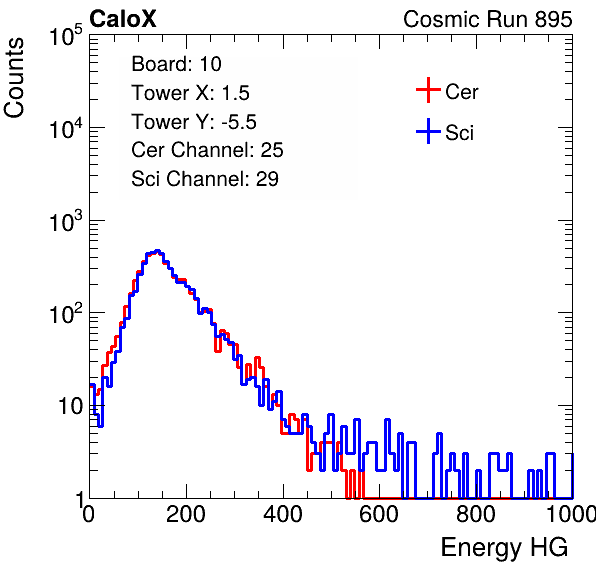 CaloX Cosmic Run 895
Counts
10^5
10^4
10^3
10^2
10
1
Board: 10
Tower X: 1.5
Tower Y: -5.5
Cer Channel: 25
Sci Channel: 29
Cer
Sci
0 200 400 600 800 1000
Energy HG